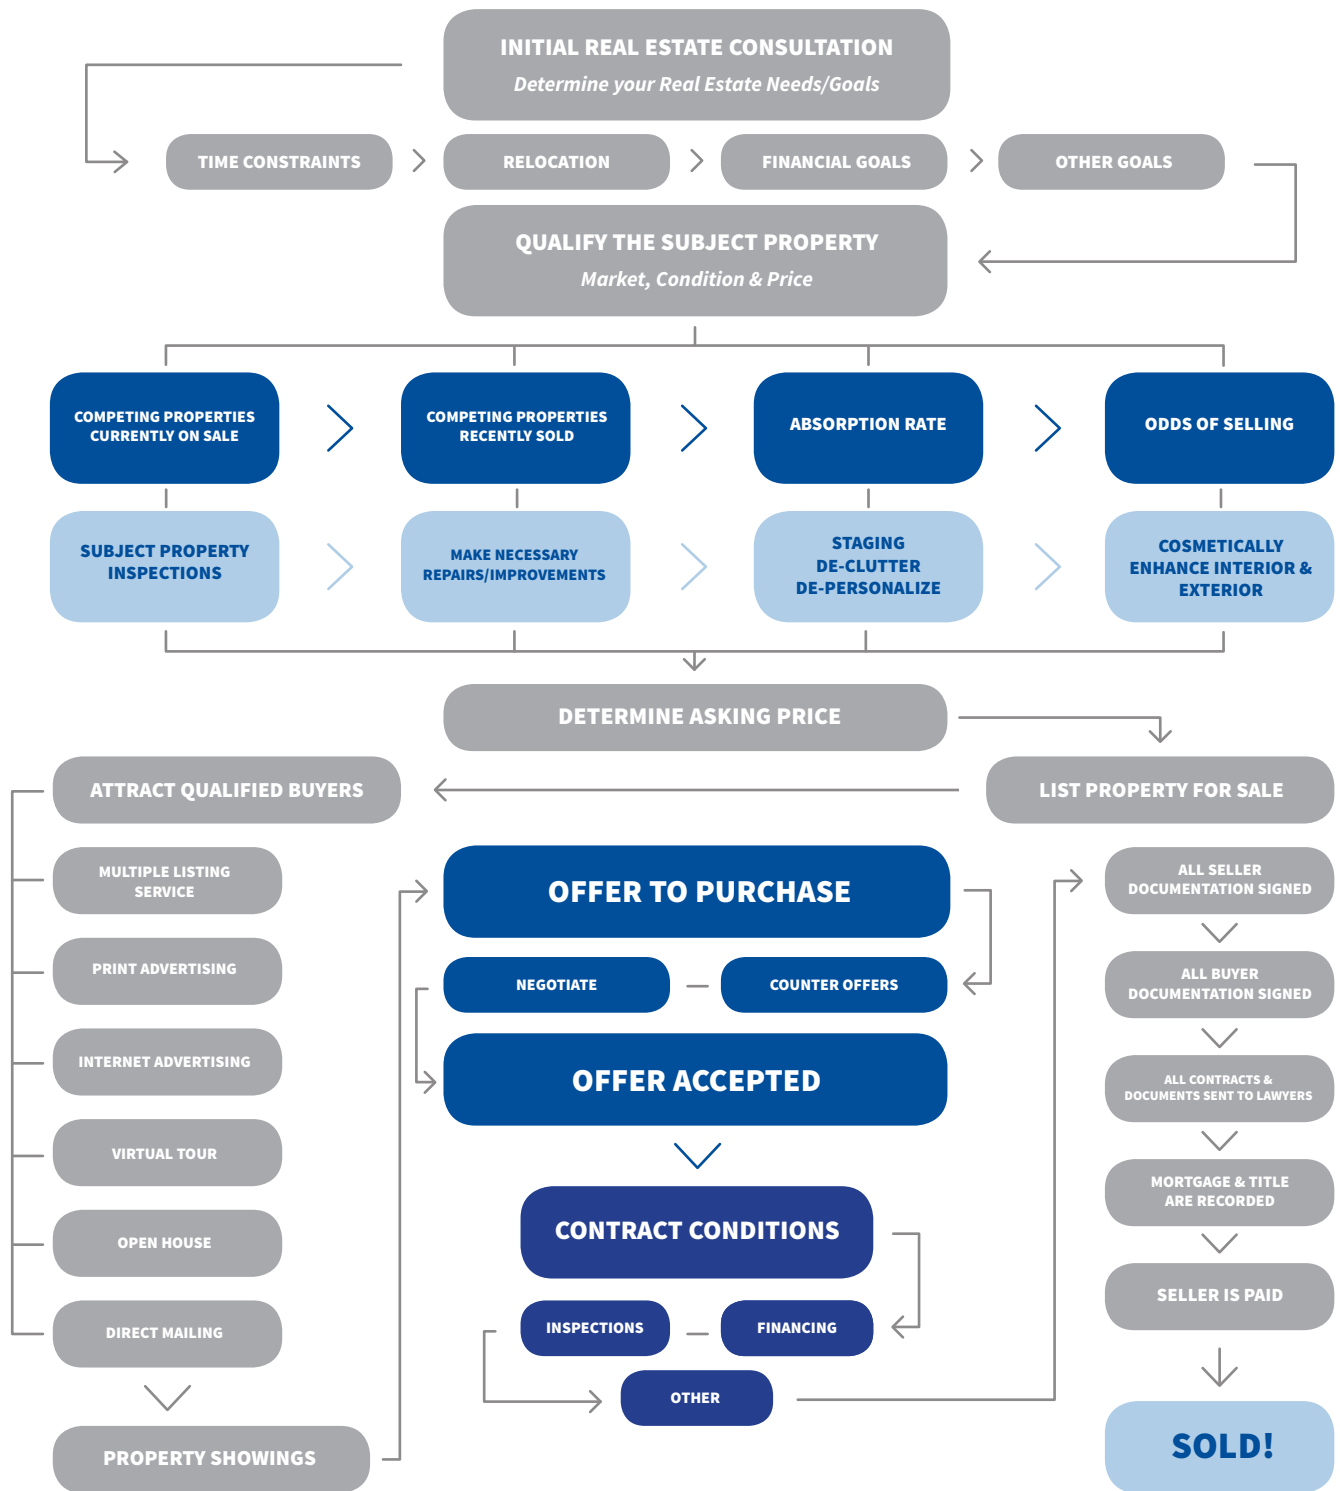 INITIAL REAL ESTATE CONSULTATION
Determine your Real Estate Needs/Goals
TIME CONSTRAINTS
RELOCATION
FINANCIAL GOALS
OTHER GOALS
QUALIFY THE SUBJECT PROPERTY
Market, Condition & Price
COMPETING PROPERTIES
CURRENTLY ON SALE
COMPETING PROPERTIES
RECENTLY SOLD
ABSORPTION RATE
ODDS OF SELLING
SUBJECT PROPERTY
INSPECTIONS
MAKE NECESSARY
REPAIRS/IMPROVEMENTS
STAGING
DE-CLUTTER
DE-PERSONALIZE
COSMETICALLY
ENHANCE INTERIOR &
EXTERIOR
DETERMINE ASKING PRICE
LIST PROPERTY FOR SALE
ATTRACT QUALIFIED BUYERS
MULTIPLE LISTING
SERVICE
PRINT ADVERTISING
INTERNET ADVERTISING
VIRTUAL TOUR
OPEN HOUSE
DIRECT MAILING
PROPERTY SHOWINGS
OFFER TO PURCHASE
NEGOTIATE
COUNTER OFFERS
OFFER ACCEPTED
CONTRACT CONDITIONS
INSPECTIONS
FINANCING
OTHER
ALL SELLER
DOCUMENTATION SIGNED
ALL BUYER
DOCUMENTATION SIGNED
ALL CONTRACTS &
DOCUMENTS SENT TO LAWYERS
MORTGAGE & TITLE
ARE RECORDED
SELLER IS PAID
SOLD!